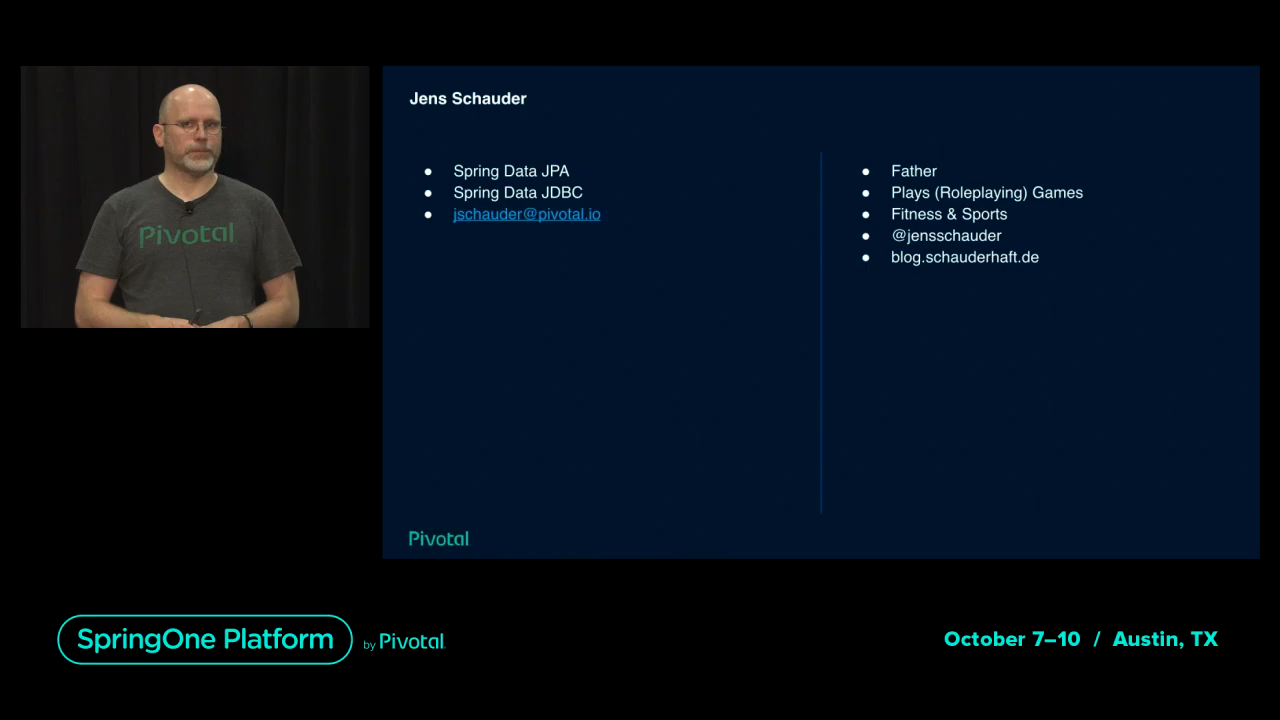 Jens Schauder
● Spring Data JPA
● Spring Data JDBC
● jschauder@pivotal.io
● Father
● Plays (Roleplaying) Games
● Fitness & Sports
● @jensschauder
● blog.schauderhaft.de
Pivotal
Pivotal
SpringOne Platform by Pivotal
October 7–10 / Austin, TX